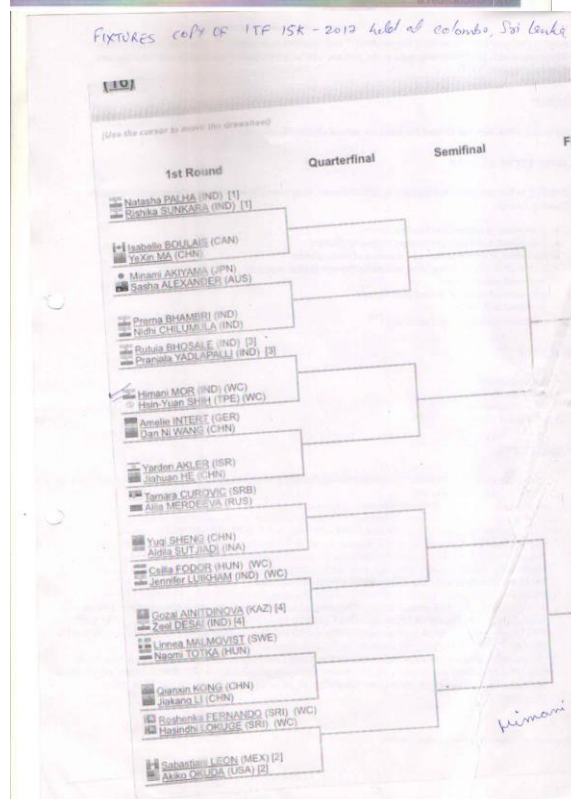 FIXTURES COPY OF ITF 15K - 2017 held at colombo, Sri Lanka
(16)
(Use the cursor to move the drawsheet)
1st Round
Quarterfinal
Semifinal
F
Natasha PALHA (IND) [1]
Rishika SUNKARA (IND) [1]
Isabelle BOULAIS (CAN)
YeXin MA (CHN)
Minami AKIYAMA (JPN)
Sasha ALEXANDER (AUS)
Prerna BHAMBRI (IND)
Nidhi CHILUMULA (IND)
Rutuja BHOSALE (IND) [3]
Pranjala YADLAPALLI (IND) [3]
Himani MOR (IND) (WC)
Hsin-Yuan SHIH (TPE) (WC)
Amelie INTERT (GER)
Dan Ni WANG (CHN)
Yarden AKLER (ISR)
Jiahuan HE (CHN)
Tamara CUROVIC (SRB)
Alila MERDEEVA (RUS)
Yuqi SHENG (CHN)
Aldila SUTJIADI (INA)
Csilla FODOR (HUN) (WC)
Jennifer LUIKHAM (IND) (WC)
Gozal AINITDINOVA (KAZ) [4]
Zeel DESAI (IND) [4]
Linnea MALMQVIST (SWE)
Naomi TOTKA (HUN)
Qianxin KONG (CHN)
Jiakang LI (CHN)
Roshenka FERNANDO (SRI) (WC)
Hasindhi LOKUGE (SRI) (WC)
Sabastiani LEON (MEX) [2]
Akiko OKUDA (USA) [2]
Himani